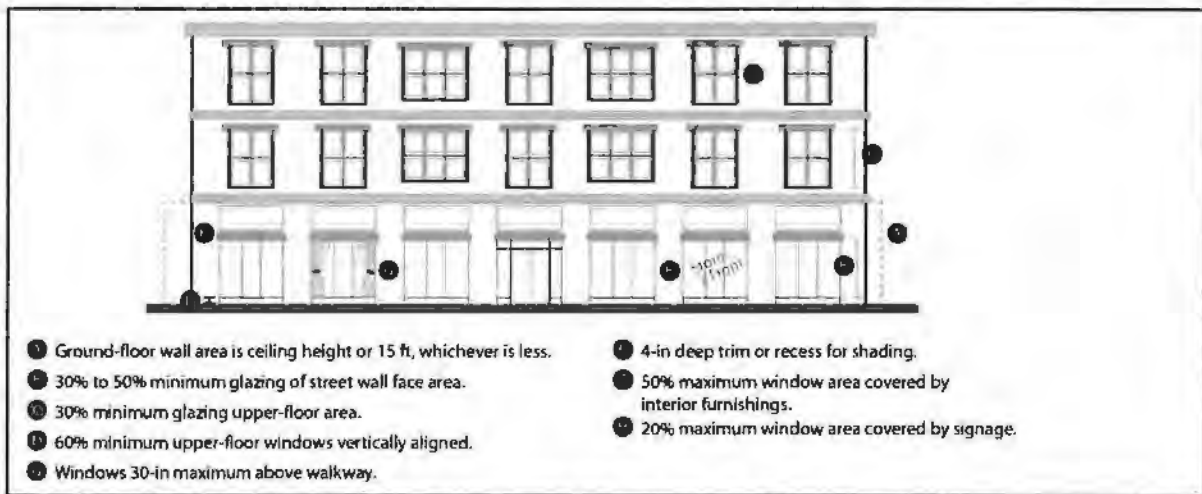 Ground-floor wall area is ceiling height or 15 ft, whichever is less.
30% to 50% minimum glazing of street wall face area.
30% minimum glazing upper-floor area.
60% minimum upper-floor windows vertically aligned.
Windows 30-in maximum above walkway.
4-in deep trim or recess for shading.
50% maximum window area covered by
interior furnishings.
20% maximum window area covered by signage.